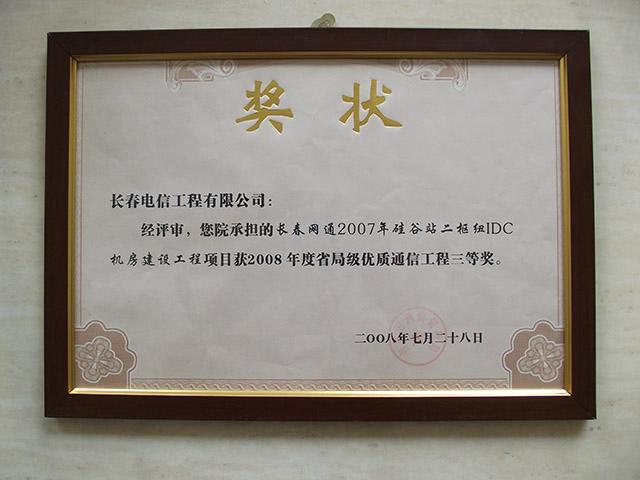 奖 状
长春电信工程有限公司：
经评审，您院承担的长春网通2007年硅谷站二枢纽IDC
机房建设工程项目获2008年度省局级优质通信工程三等奖。
二〇〇八年七月二十八日